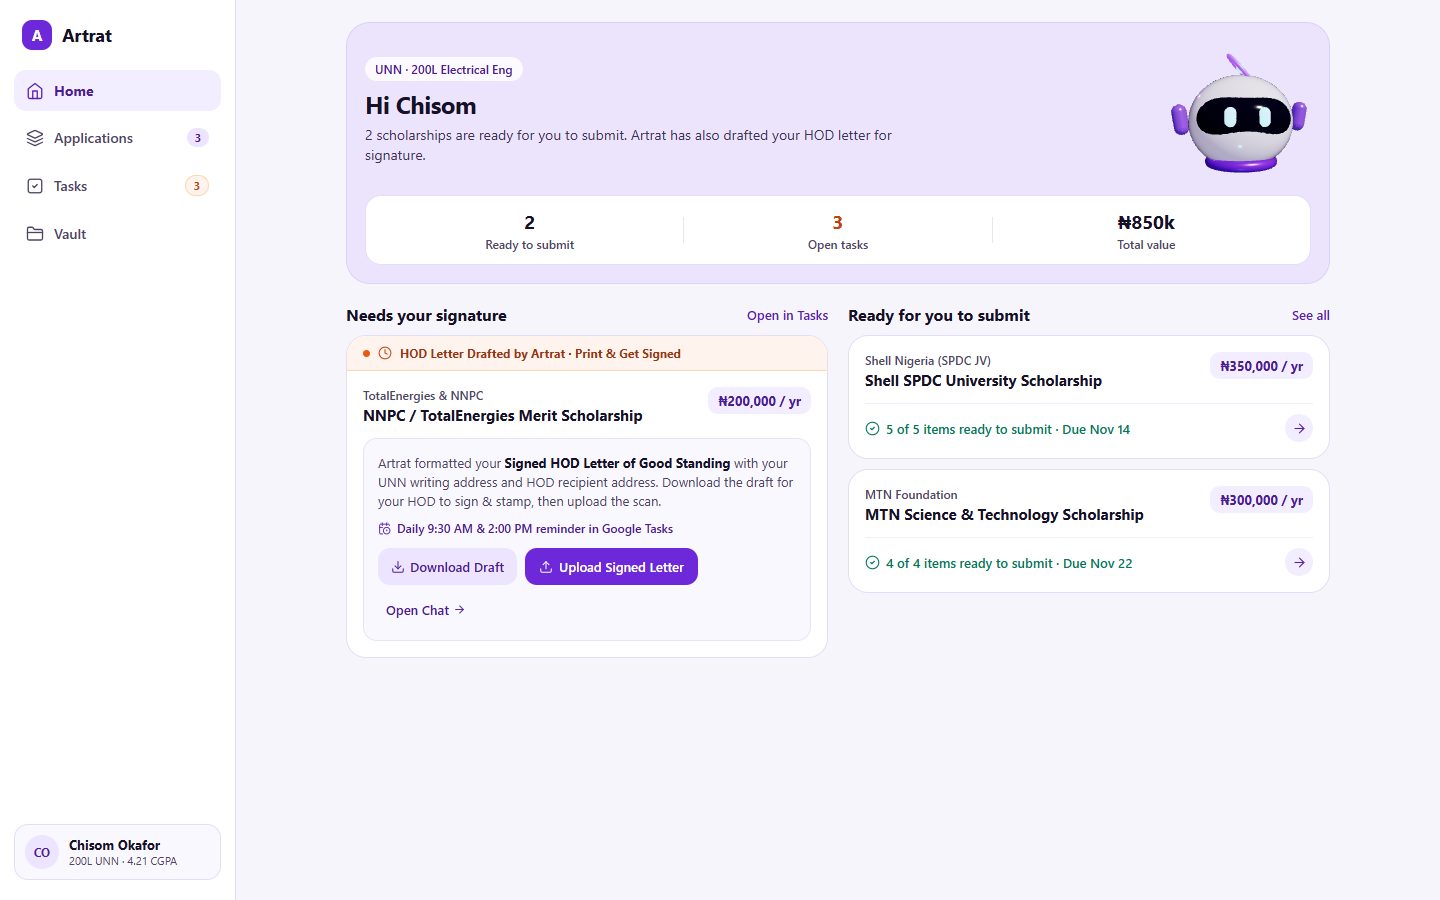 A Artrat
Home
Applications 3
Tasks 3
Vault
CO
Chisom Okafor
200L UNN · 4.21 CGPA
UNN · 200L Electrical Eng
Hi Chisom
2 scholarships are ready for you to submit. Artrat has also drafted your HOD letter for
signature.
2
Ready to submit
3
Open tasks
₦850k
Total value
Needs your signature
Open in Tasks
HOD Letter Drafted by Artrat · Print & Get Signed
TotalEnergies & NNPC
NNPC / TotalEnergies Merit Scholarship
₦200,000 / yr
Artrat formatted your Signed HOD Letter of Good Standing with your
UNN writing address and HOD recipient address. Download the draft for
your HOD to sign & stamp, then upload the scan.
Daily 9:30 AM & 2:00 PM reminder in Google Tasks
Download Draft
Upload Signed Letter
Open Chat →
Ready for you to submit
See all
Shell Nigeria (SPDC JV)
Shell SPDC University Scholarship
₦350,000 / yr
5 of 5 items ready to submit · Due Nov 14
MTN Foundation
MTN Science & Technology Scholarship
₦300,000 / yr
4 of 4 items ready to submit · Due Nov 22